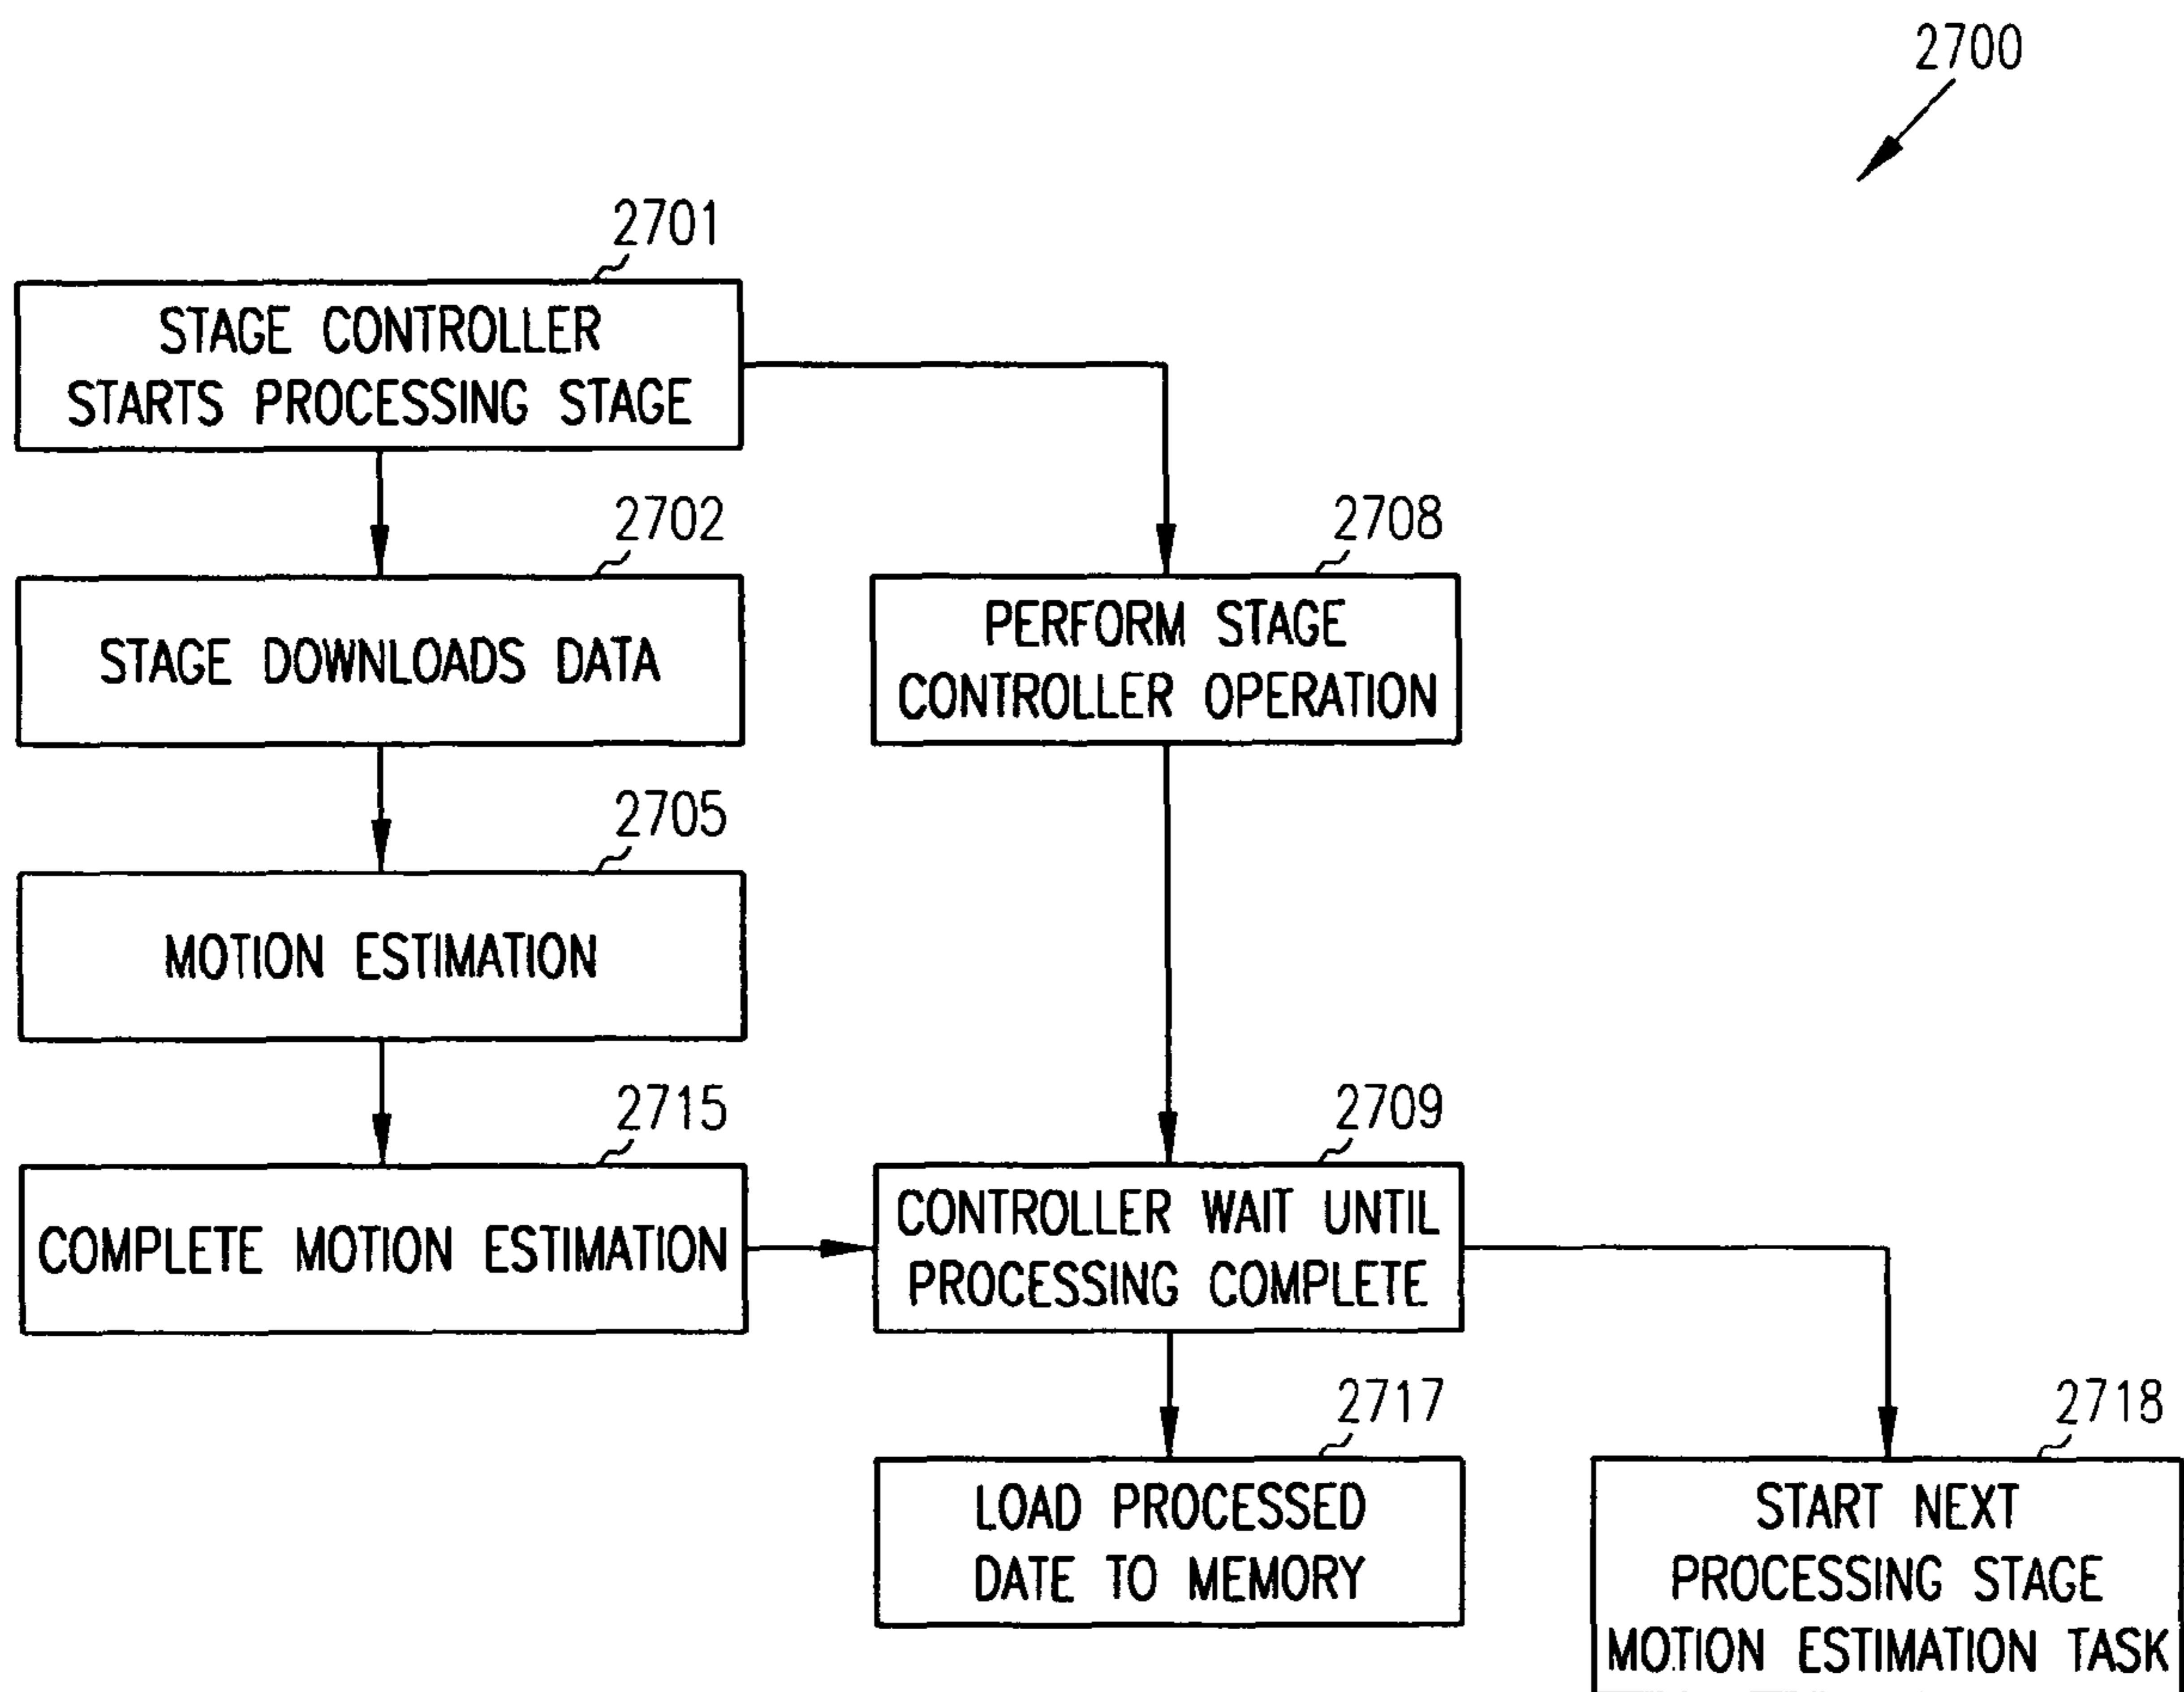 2700
2701
STAGE CONTROLLER
STARTS PROCESSING STAGE
2702
STAGE DOWNLOADS DATA
2708
PERFORM STAGE
CONTROLLER OPERATION
2705
MOTION ESTIMATION
2715
COMPLETE MOTION ESTIMATION
2709
CONTROLLER WAIT UNTIL
PROCESSING COMPLETE
2717
LOAD PROCESSED
DATE TO MEMORY
2718
START NEXT
PROCESSING STAGE
MOTION ESTIMATION TASK